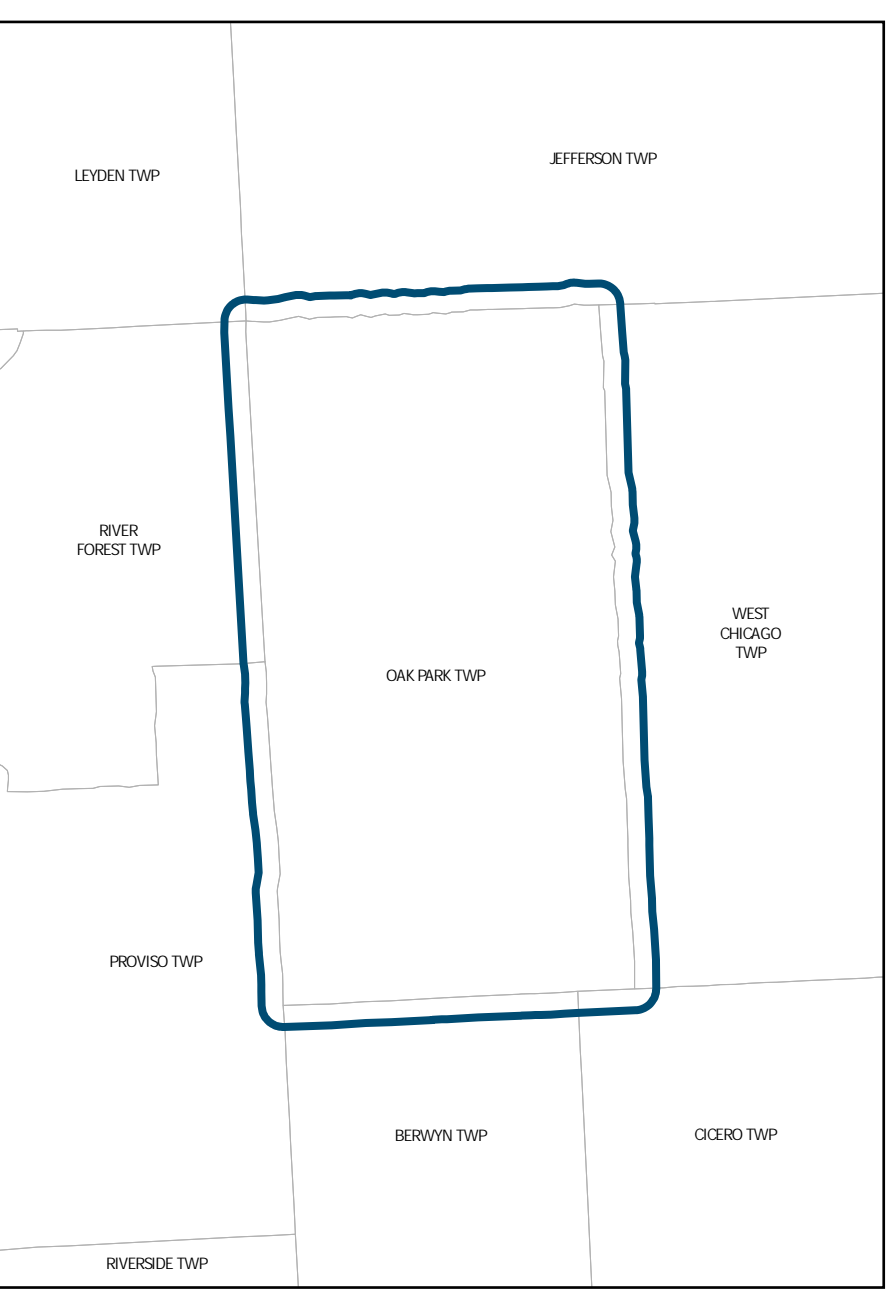 JEFFERSON TWP
LEYDEN TWP
RIVER
FOREST TWP
WEST
CHICAGO
TWP
OAK PARK TWP
PROVISO TWP
BERWYN TWP
CICERO TWP
RIVERSIDE TWP